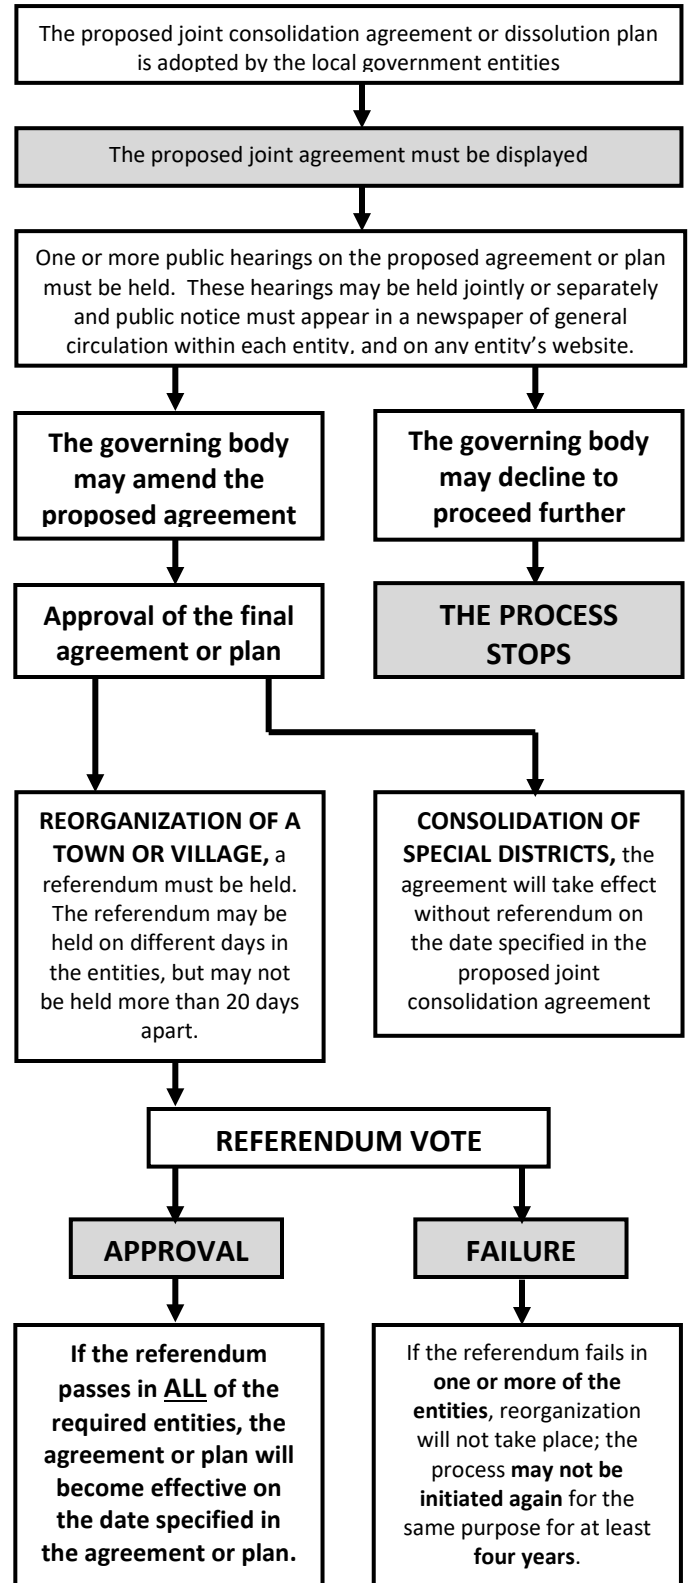 The proposed joint consolidation agreement or dissolution plan
is adopted by the local government entities
The proposed joint agreement must be displayed
One or more public hearings on the proposed agreement or plan
must be held.  These hearings may be held jointly or separately
and public notice must appear in a newspaper of general
circulation within each entity, and on any entity's website.
The governing body
may amend the
proposed agreement
The governing body
may decline to
proceed further
Approval of the final
agreement or plan
THE PROCESS
STOPS
REORGANIZATION OF A
TOWN OR VILLAGE, a
referendum must be held.
The referendum may be
held on different days in
the entities, but may not
be held more than 20 days
apart.
CONSOLIDATION OF
SPECIAL DISTRICTS, the
agreement will take effect
without referendum on
the date specified in the
proposed joint
consolidation agreement
REFERENDUM VOTE
APPROVAL
FAILURE
If the referendum
passes in ALL of the
required entities, the
agreement or plan will
become effective on
the date specified in
the agreement or plan.
If the referendum fails in
one or more of the
entities, reorganization
will not take place; the
process may not be
initiated again for the
same purpose for at least
four years.